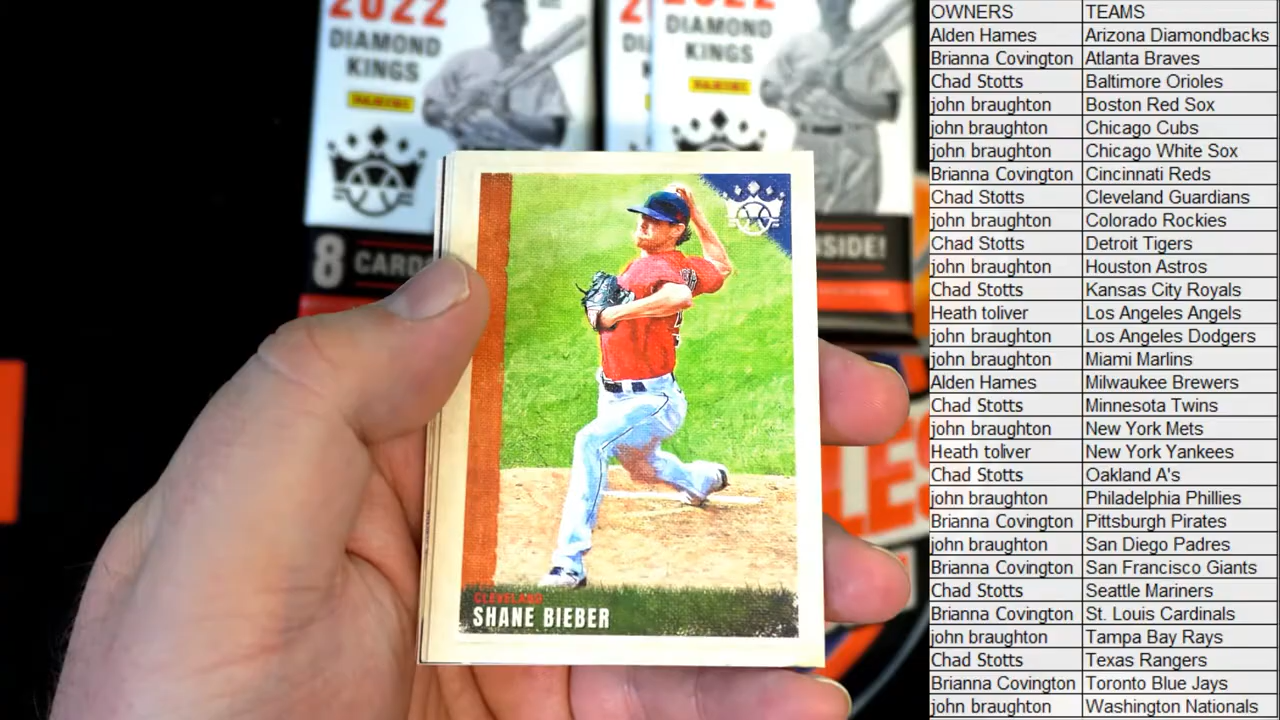 2022
DIAMOND
KINGS
PANINI
8 CARDS
2022
DIAMOND
KINGS
PANINI
SIDE!
CLEVELAND
SHANE BIEBER
LES
OWNERS TEAMS
Alden Hames Arizona Diamondbacks
Brianna Covington Atlanta Braves
Chad Stotts Baltimore Orioles
john braughton Boston Red Sox
john braughton Chicago Cubs
john braughton Chicago White Sox
Brianna Covington Cincinnati Reds
Chad Stotts Cleveland Guardians
john braughton Colorado Rockies
Chad Stotts Detroit Tigers
john braughton Houston Astros
Chad Stotts Kansas City Royals
Heath toliver Los Angeles Angels
john braughton Los Angeles Dodgers
john braughton Miami Marlins
Alden Hames Milwaukee Brewers
Chad Stotts Minnesota Twins
john braughton New York Mets
Heath toliver New York Yankees
Chad Stotts Oakland A's
john braughton Philadelphia Phillies
Brianna Covington Pittsburgh Pirates
john braughton San Diego Padres
Brianna Covington San Francisco Giants
Chad Stotts Seattle Mariners
Brianna Covington St. Louis Cardinals
john braughton Tampa Bay Rays
Chad Stotts Texas Rangers
Brianna Covington Toronto Blue Jays
john braughton Washington Nationals